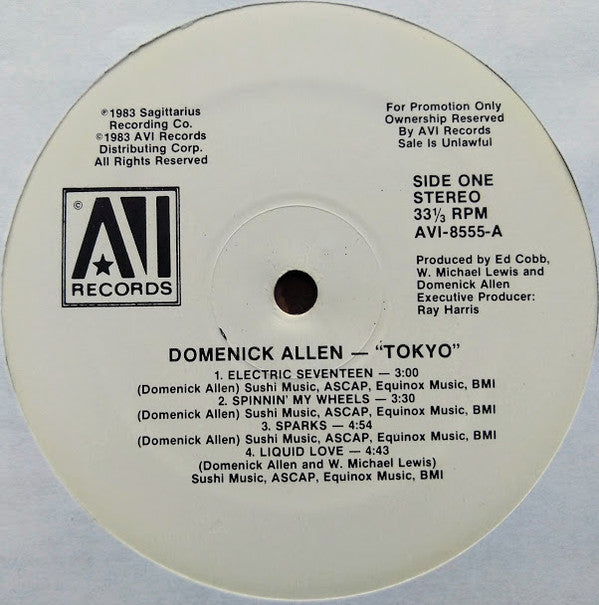 ℗1983 Sagittarius
Recording Co.
©1983 AVI Records
Distributing Corp.
All Rights Reserved
For Promotion Only
Ownership Reserved
By AVI Records
Sale Is Unlawful
©
AVI
RECORDS
SIDE ONE
STEREO
33⅓ RPM
AVI-8555-A
Produced by Ed Cobb,
W. Michael Lewis and
Domenick Allen
Executive Producer:
Ray Harris
DOMENICK ALLEN — “TOKYO”
1. ELECTRIC SEVENTEEN — 3:00
(Domenick Allen) Sushi Music, ASCAP, Equinox Music, BMI
2. SPINNIN’ MY WHEELS — 3:30
(Domenick Allen) Sushi Music, ASCAP, Equinox Music, BMI
3. SPARKS — 4:54
(Domenick Allen) Sushi Music, ASCAP, Equinox Music, BMI
4. LIQUID LOVE — 4:43
(Domenick Allen and W. Michael Lewis)
Sushi Music, ASCAP, Equinox Music, BMI